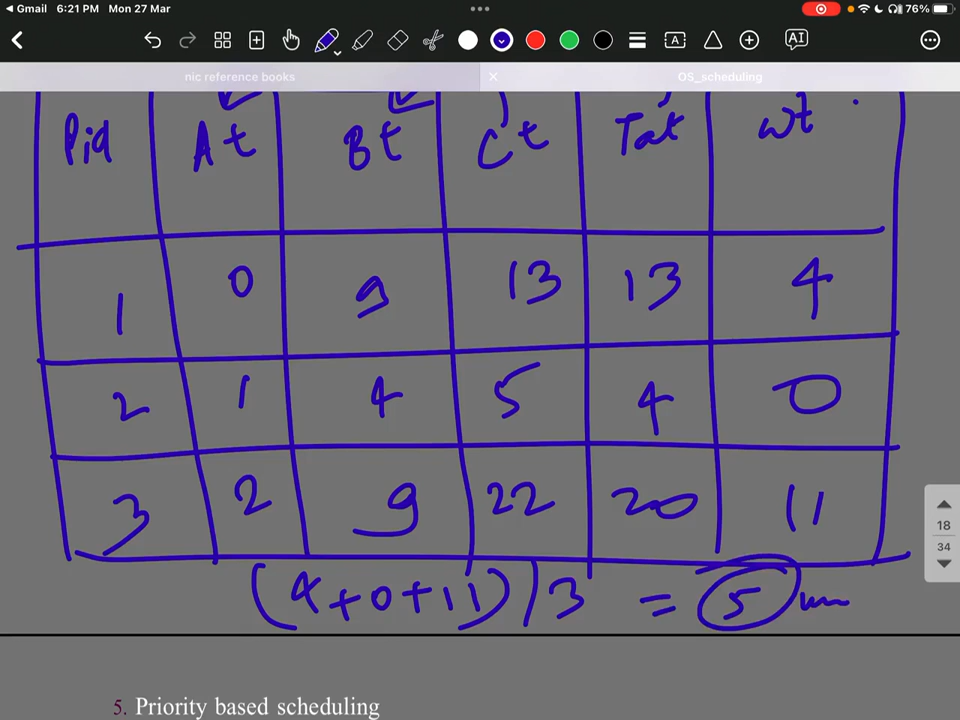 Gmail 6:21 PM Mon 27 Mar 76%
AI
nic reference books OS_scheduling
Pid At Bt Ct Tat Wt
1 0 9 13 13 4
2 1 4 5 4 0
3 2 9 22 20 11
(4+0+11)/3 = 5
18
34
5. Priority based scheduling